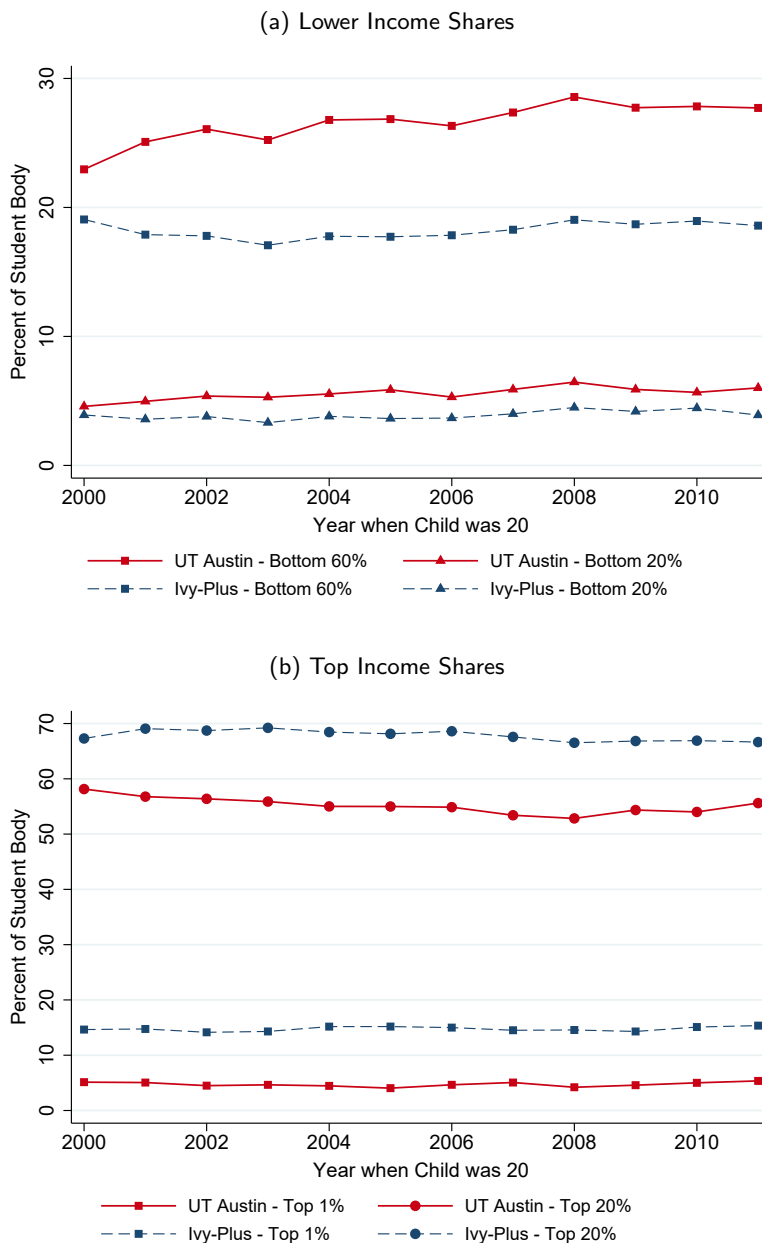 (a) Lower Income Shares
30
20
10
0
Percent of Student Body
2000 2002 2004 2006 2008 2010
Year when Child was 20
UT Austin - Bottom 60% UT Austin - Bottom 20%
Ivy-Plus - Bottom 60% Ivy-Plus - Bottom 20%
(b) Top Income Shares
70
60
50
40
30
20
10
0
Percent of Student Body
2000 2002 2004 2006 2008 2010
Year when Child was 20
UT Austin - Top 1% UT Austin - Top 20%
Ivy-Plus - Top 1% Ivy-Plus - Top 20%